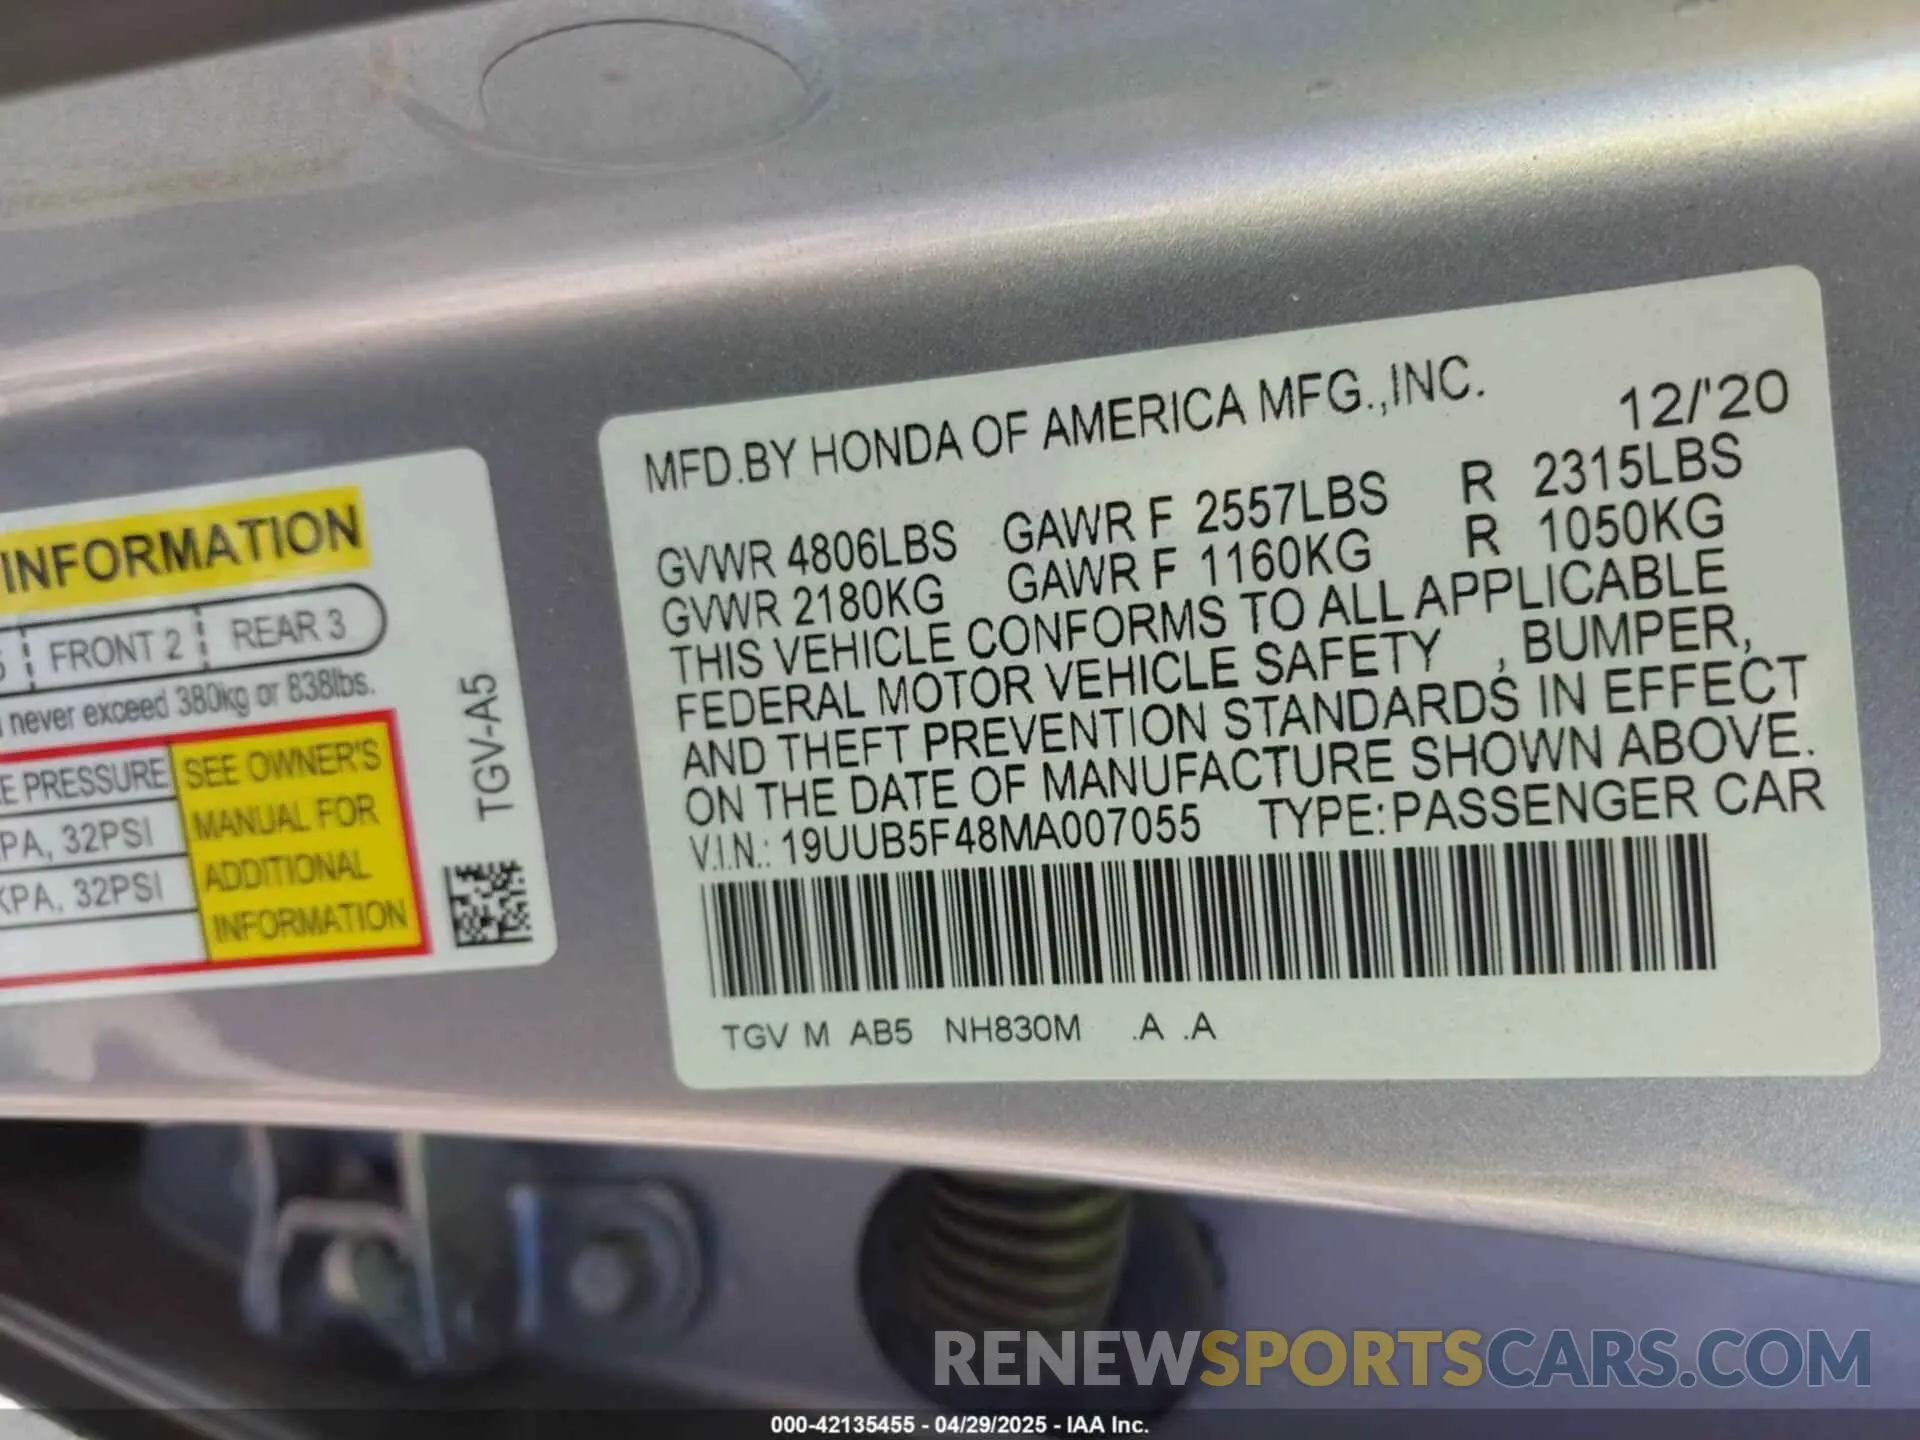 INFORMATION
FRONT 2 REAR 3
never exceed 380kg or 838lbs.
PRESSURE
32PSI
32PSI
SEE OWNER'S
MANUAL FOR
ADDITIONAL
INFORMATION
TGV-A5
MFD.BY HONDA OF AMERICA MFG.,INC. 12/'20
GVWR 4806LBS GAWR F 2557LBS R 2315LBS
GVWR 2180KG GAWR F 1160KG R 1050KG
THIS VEHICLE CONFORMS TO ALL APPLICABLE
FEDERAL MOTOR VEHICLE SAFETY , BUMPER,
AND THEFT PREVENTION STANDARDS IN EFFECT
ON THE DATE OF MANUFACTURE SHOWN ABOVE.
V.I.N.: 19UUB5F48MA007055 TYPE:PASSENGER CAR
TGV M AB5 NH830M .A .A
RENEWSPORTSCARS.COM
000-42135455 - 04/29/2025 - IAA Inc.